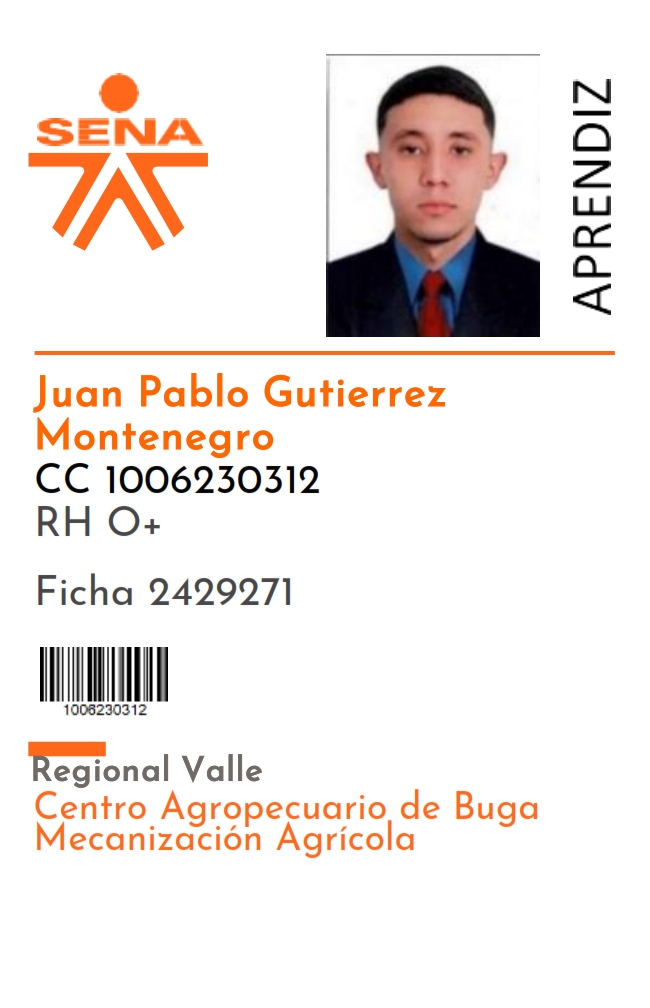 SENA
APRENDIZ
Juan Pablo Gutierrez
Montenegro
CC 1006230312
RH O+
Ficha 2429271
1006230312
Regional Valle
Centro Agropecuario de Buga
Mecanización Agrícola